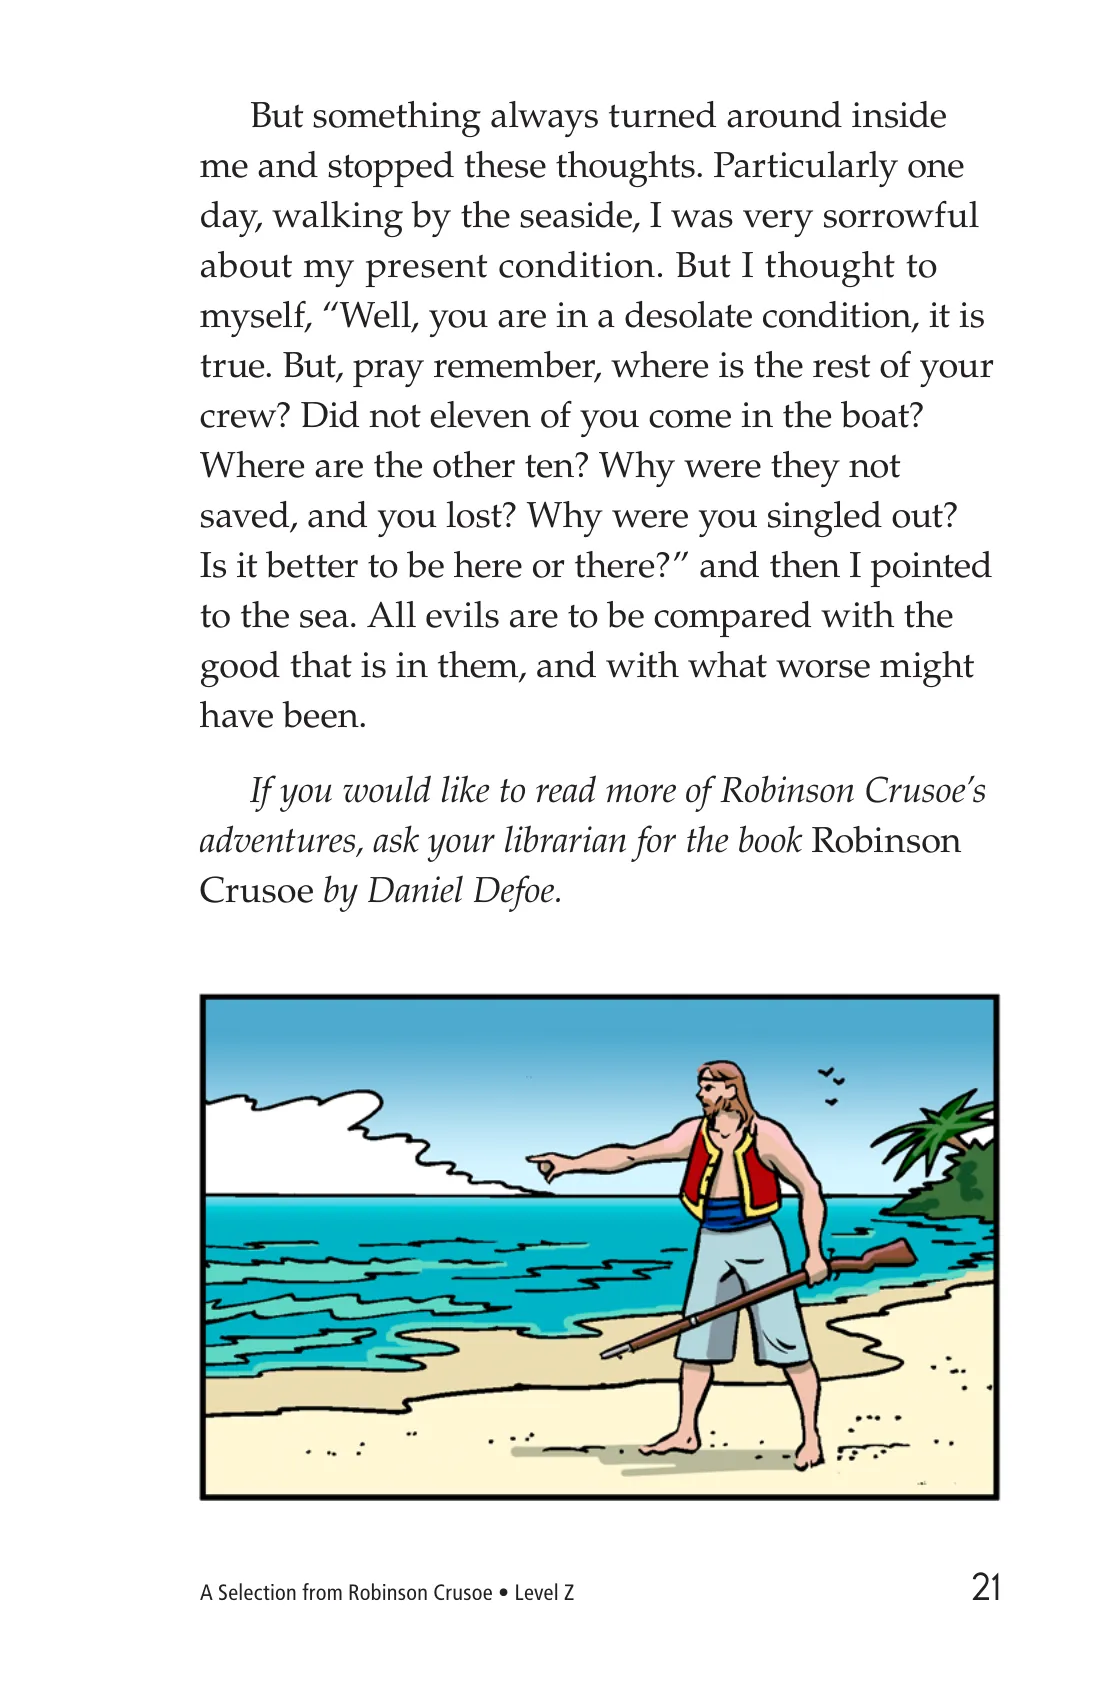 But something always turned around inside
me and stopped these thoughts. Particularly one
day, walking by the seaside, I was very sorrowful
about my present condition. But I thought to
myself, “Well, you are in a desolate condition, it is
true. But, pray remember, where is the rest of your
crew? Did not eleven of you come in the boat?
Where are the other ten? Why were they not
saved, and you lost? Why were you singled out?
Is it better to be here or there?” and then I pointed
to the sea. All evils are to be compared with the
good that is in them, and with what worse might
have been.
If you would like to read more of Robinson Crusoe’s
adventures, ask your librarian for the book Robinson
Crusoe by Daniel Defoe.
A Selection from Robinson Crusoe • Level Z
21